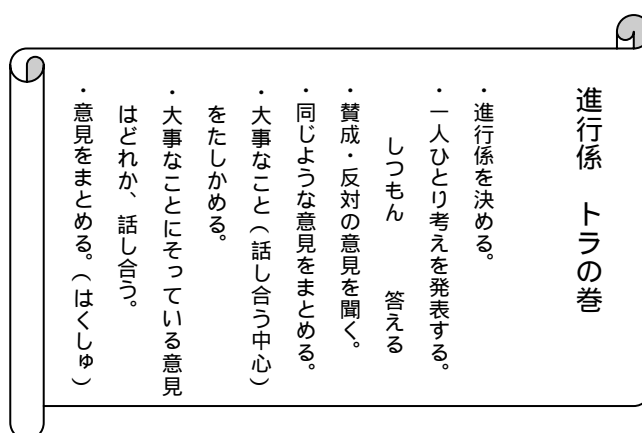 進行係　トラの巻
・進行係を決める。
・一人ひとり考えを発表する。
しつもん　　答える
・賛成・反対の意見を聞く。
・同じような意見をまとめる。
・大事なこと（話し合う中心）
をたしかめる。
・大事なことにそっている意見
はどれか、話し合う。
・意見をまとめる。（はくしゅ）